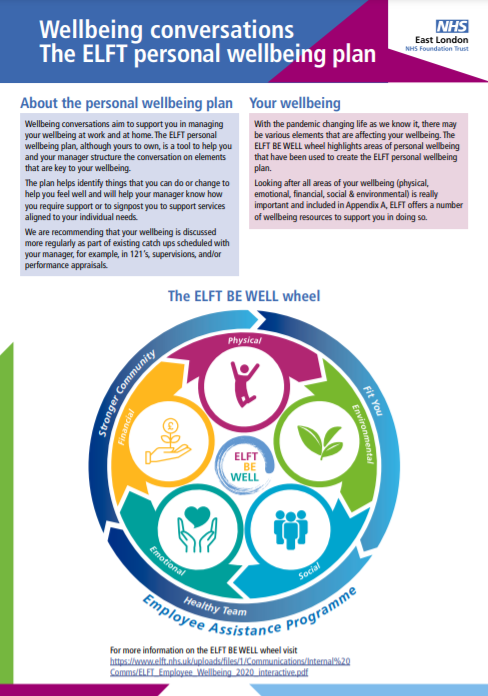 Wellbeing conversations
The ELFT personal wellbeing plan
NHS
East London
NHS Foundation Trust
About the personal wellbeing plan
Wellbeing conversations aim to support you in managing
your wellbeing at work and at home. The ELFT personal
wellbeing plan, although yours to own, is a tool to help you
and your manager structure the conversation on elements
that are key to your wellbeing.
The plan helps identify things that you can do or change to
help you feel well and will help your manager know how
you require support or to signpost you to support services
aligned to your individual needs.
We are recommending that your wellbeing is discussed
more regularly as part of existing catch ups scheduled with
your manager, for example, in 121's, supervisions, and/or
performance appraisals.
Your wellbeing
With the pandemic changing life as we know it, there may
be various elements that are affecting your wellbeing. The
ELFT BE WELL wheel highlights areas of personal wellbeing
that have been used to create the ELFT personal wellbeing
plan.
Looking after all areas of your wellbeing (physical,
emotional, financial, social & environmental) is really
important and included in Appendix A, ELFT offers a number
of wellbeing resources to support you in doing so.
The ELFT BE WELL wheel
Physical
Stronger Community
Fit You
Financial
Environmental
£
ELFT
BE
WELL
Emotional
Social
Healthy Team
Employee Assistance Programme
For more information on the ELFT BE WELL wheel visit
https://www.elft.nhs.uk/uploads/files/1/Communications/Internal%20
Comms/ELFT_Employee_Wellbeing_2020_interactive.pdf